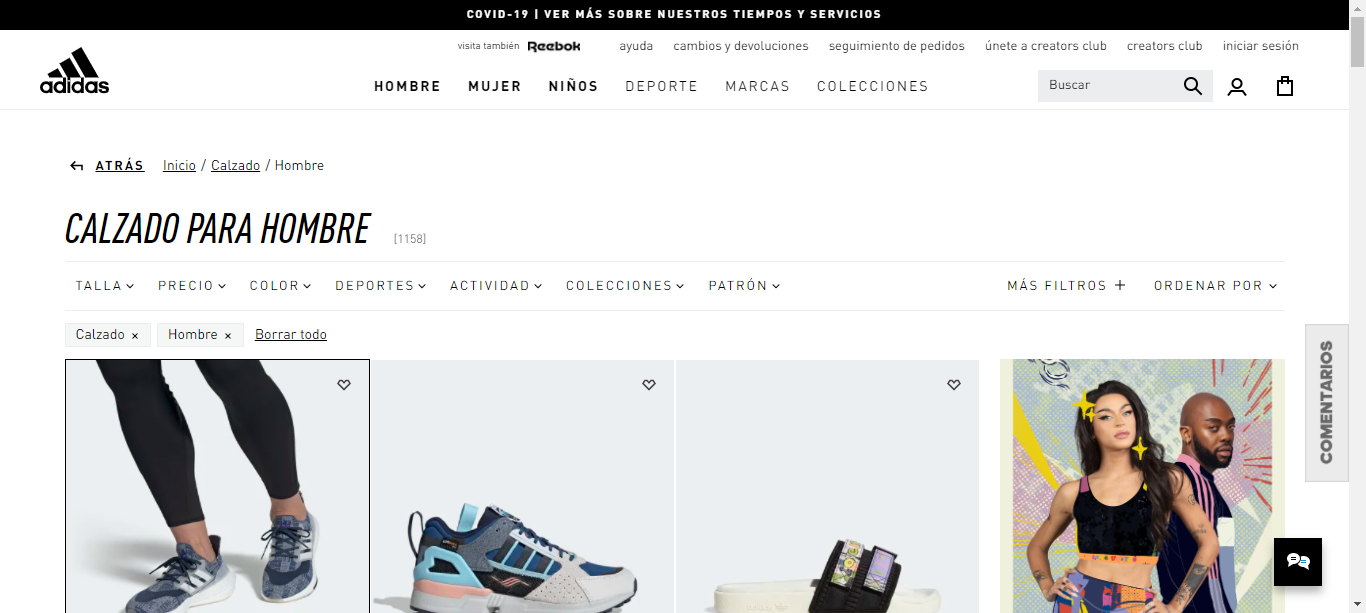 COVID-19 | VER MÁS SOBRE NUESTROS TIEMPOS Y SERVICIOS
visita también Reebok ayuda cambios y devoluciones seguimiento de pedidos únete a creators club creators club iniciar sesión
adidas
HOMBRE MUJER NIÑOS DEPORTE MARCAS COLECCIONES Buscar
ATRÁS Inicio / Calzado / Hombre
CALZADO PARA HOMBRE [1158]
TALLA PRECIO COLOR DEPORTES ACTIVIDAD COLECCIONES PATRÓN MÁS FILTROS + ORDENAR POR
Calzado × Hombre × Borrar todo
COMENTARIOS